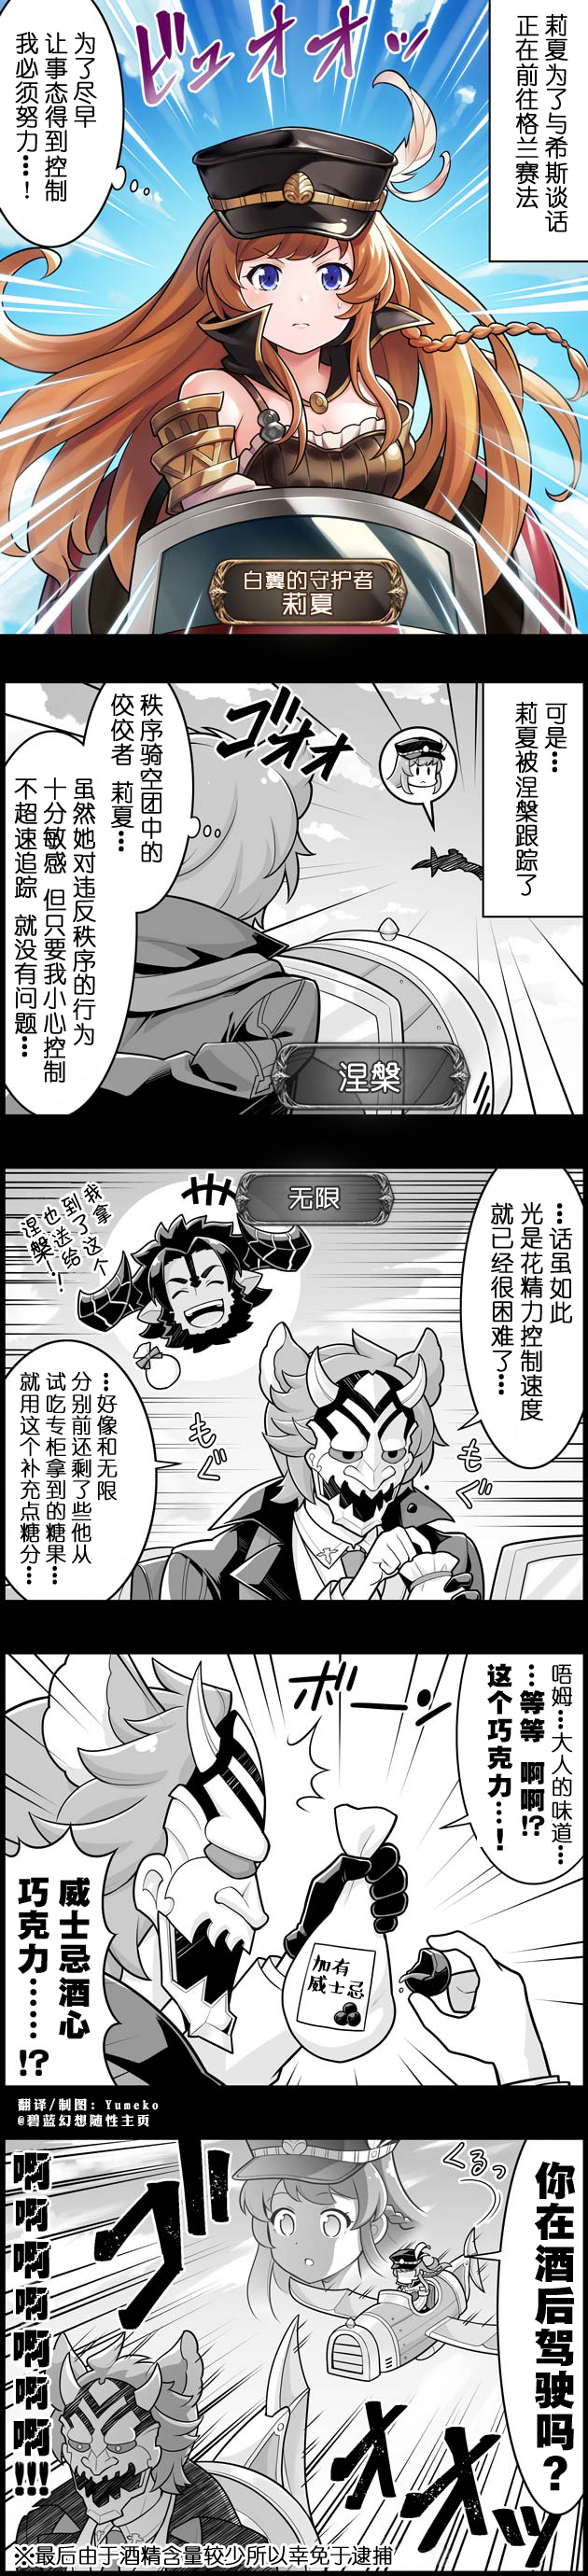 莉夏为了与希斯谈话
正在前往格兰赛法
ビュオオッ
为了尽早
让事态得到控制
我必须努力…！
白翼的守护者
莉夏
可是…
莉夏被涅槃跟踪了
ゴオオ
秩序骑空团中的
佼佼者 莉夏…
虽然她对违反秩序的行为
十分敏感 但只要我小心控制
不超速追踪 就没有问题…
涅槃
…话虽如此
光是花精力控制速度
就已经很困难了…
无限
我拿
到了这个
也送给
涅槃！
もぐ
もぐ
…好像和无限
分别前还剩了些他从
试吃专柜拿到的糖果…
就用这个补充点糖分…
唔姆…大人的味道…
…等等 啊啊!?
这个巧克力…！
ボーン
加有
威士忌
威士忌酒心
巧克力……!?
翻译/制图：Yumeko
@碧蓝幻想随性主页
你在酒后驾驶吗？
くるっ
ブオオッ
啊啊啊啊啊啊啊!!!
※最后由于酒精含量较少所以幸免于逮捕